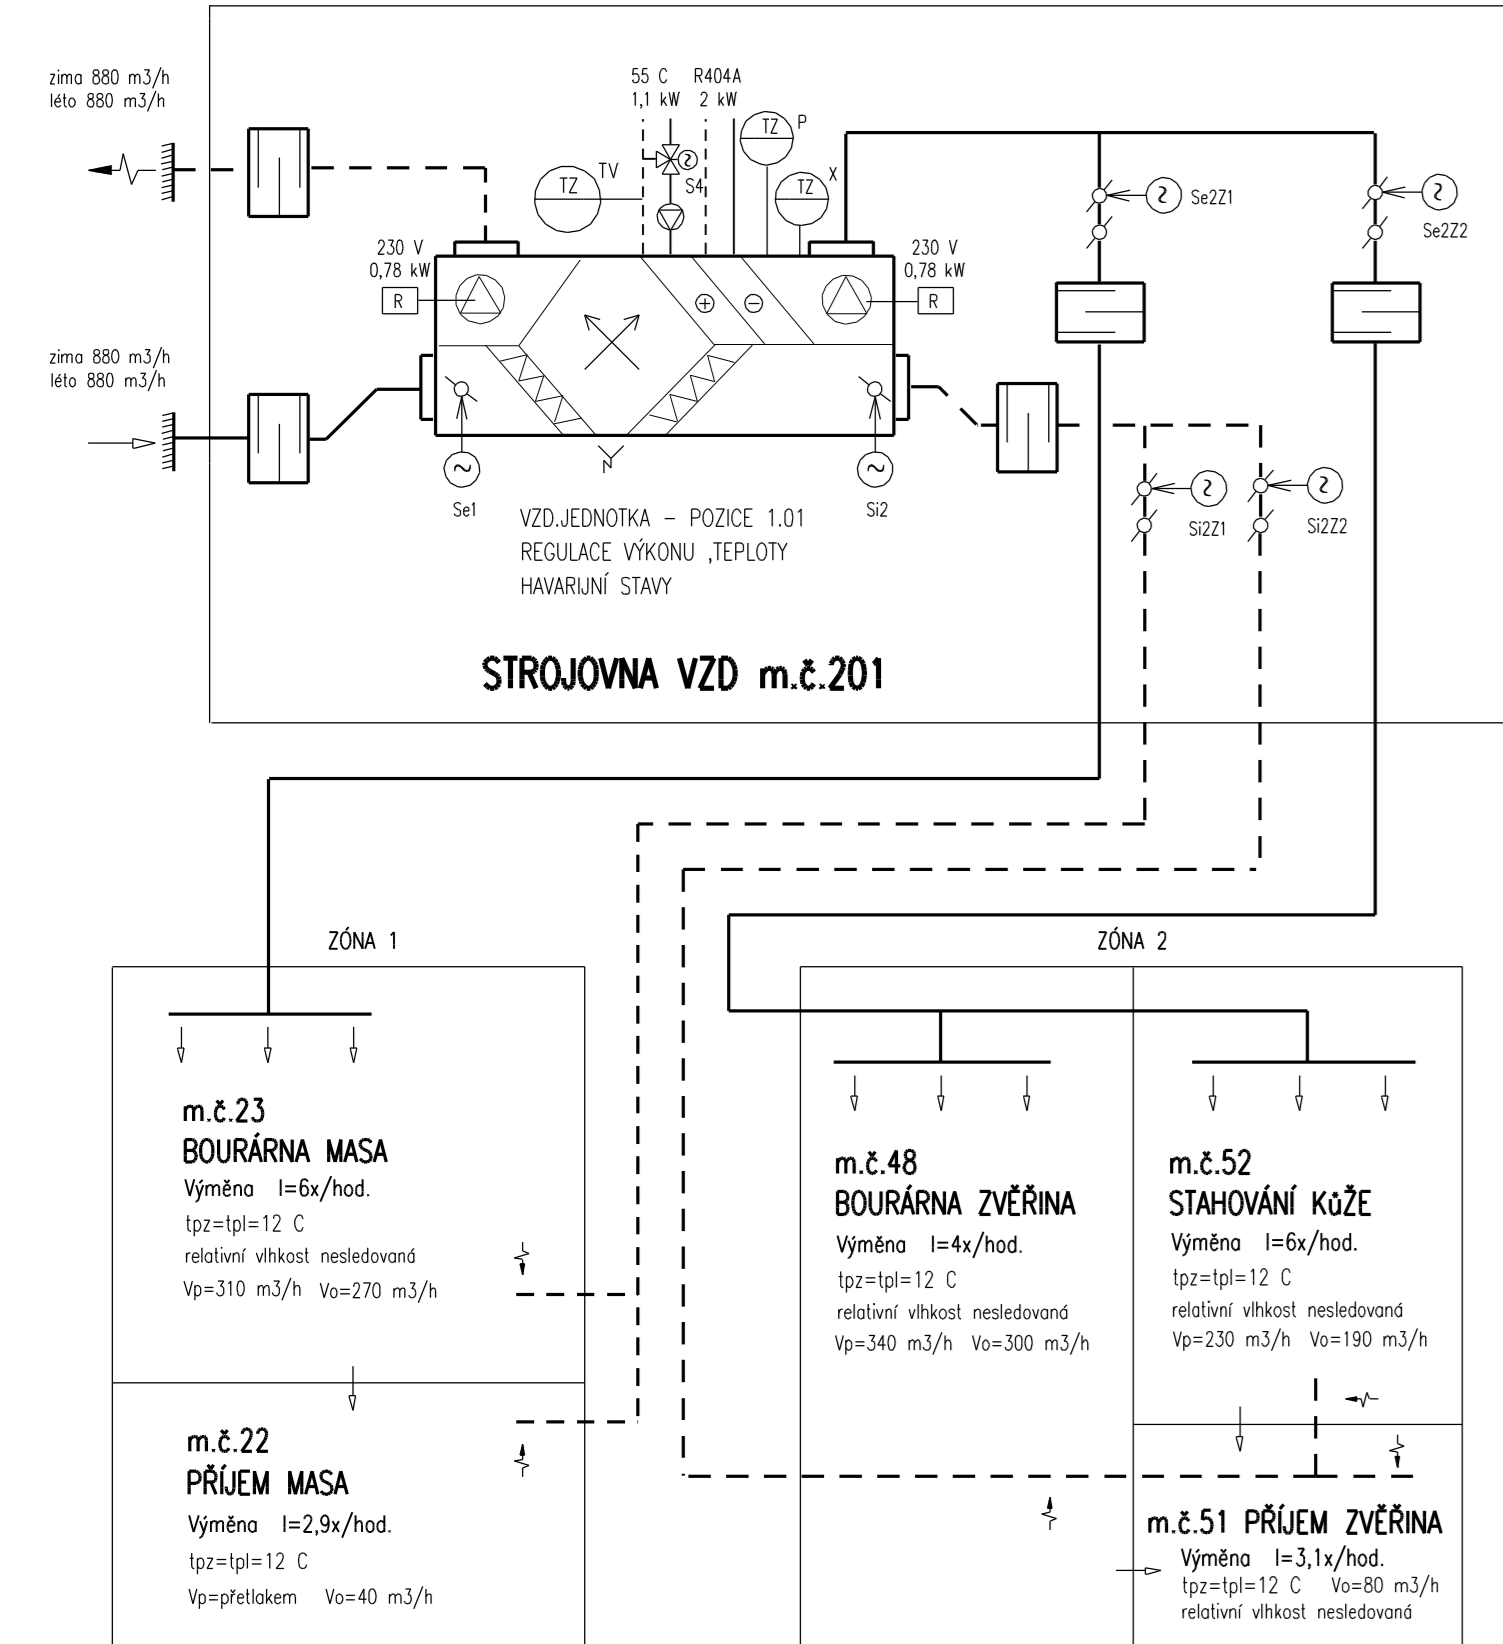 zima 880 m3/h
léto 880 m3/h
55 C R404A
1,1 kW 2 kW
TZ P
TZ TV
TZ X
S4
Se2Z1
Se2Z2
230 V
0,78 kW
R
230 V
0,78 kW
R
zima 880 m3/h
léto 880 m3/h
Se1
Si2
Si2Z1
Si2Z2
VZD.JEDNOTKA – POZICE 1.01
REGULACE VÝKONU ,TEPLOTY
HAVARIJNÍ STAVY
STROJOVNA VZD m.č.201
ZÓNA 1
ZÓNA 2
m.č.23
BOURÁRNA MASA
Výměna I=6x/hod.
tpz=tpl=12 C
relativní vlhkost nesledovaná
Vp=310 m3/h Vo=270 m3/h
m.č.48
BOURÁRNA ZVĚŘINA
Výměna I=4x/hod.
tpz=tpl=12 C
relativní vlhkost nesledovaná
Vp=340 m3/h Vo=300 m3/h
m.č.52
STAHOVÁNÍ KůŽE
Výměna I=6x/hod.
tpz=tpl=12 C
relativní vlhkost nesledovaná
Vp=230 m3/h Vo=190 m3/h
m.č.22
PŘÍJEM MASA
Výměna I=2,9x/hod.
tpz=tpl=12 C
Vp=přetlakem Vo=40 m3/h
m.č.51 PŘÍJEM ZVĚŘINA
Výměna I=3,1x/hod.
tpz=tpl=12 C Vo=80 m3/h
relativní vlhkost nesledovaná